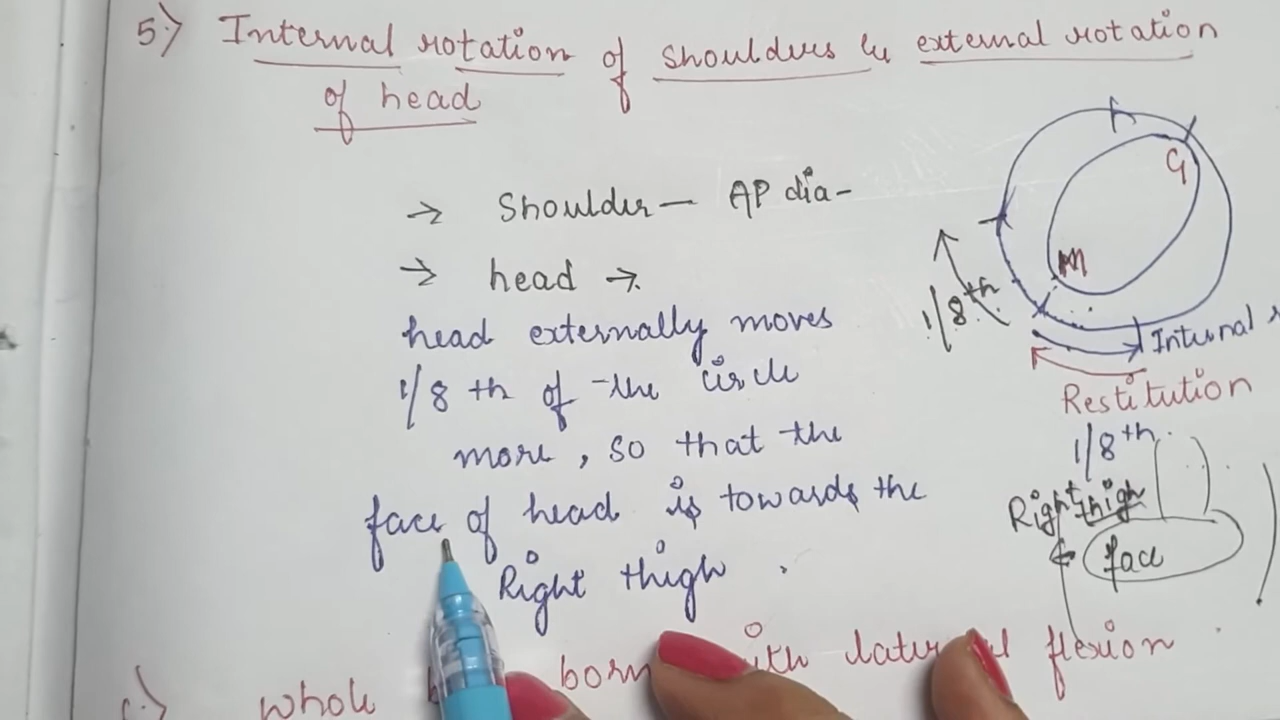 5) Internal rotation of shoulders & external rotation
of head
→ Shoulder — AP dia-
→ head →
head externally moves
1/8 th of the circle
more, so that the
face of head is towards the
Right thigh.
whole born with lateral flexion
G
M
1/8th
Internal
Restitution
1/8th
Right thigh
face